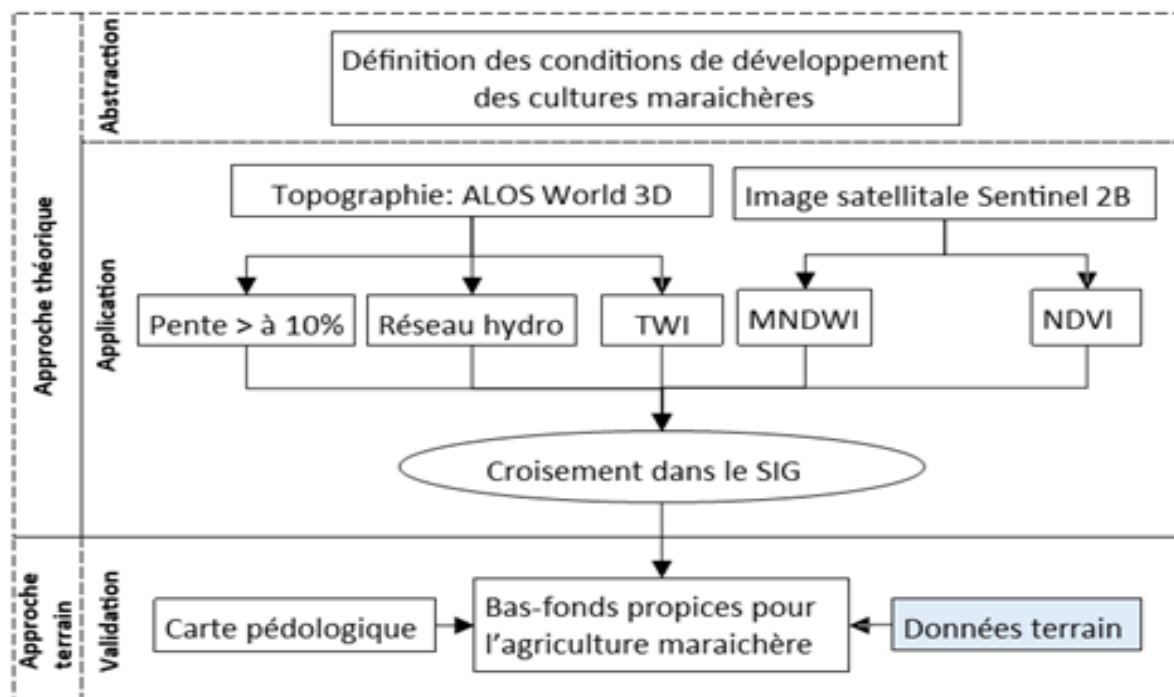 Approche théorique
Abstraction
Définition des conditions de développement
des cultures maraichères
Application
Topographie: ALOS World 3D
Image satellitale Sentinel 2B
Pente > à 10%
Réseau hydro
TWI
MNDWI
NDVI
Croisement dans le SIG
Approche
terrain
Validation
Carte pédologique
Bas-fonds propices pour
l'agriculture maraichère
Données terrain